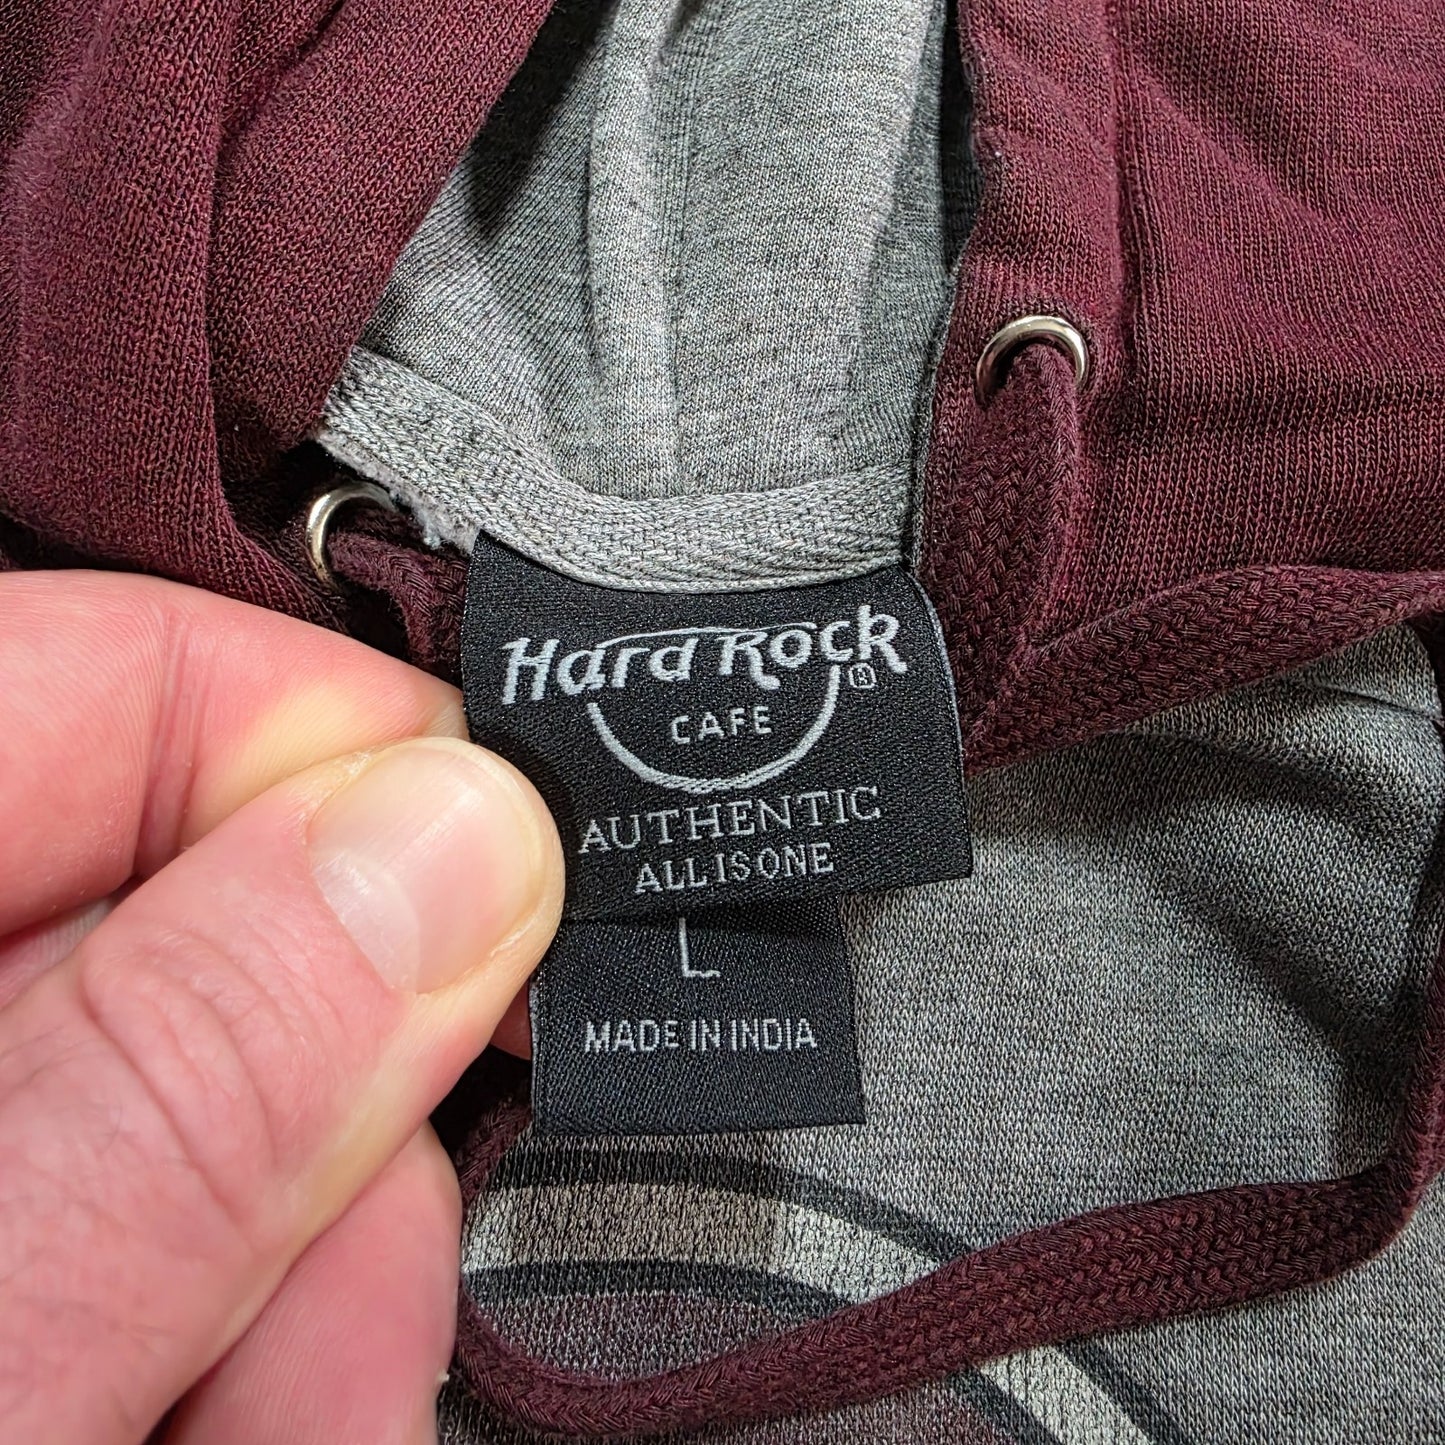 Hard Rock ®
CAFE
AUTHENTIC
ALL IS ONE
L
MADE IN INDIA